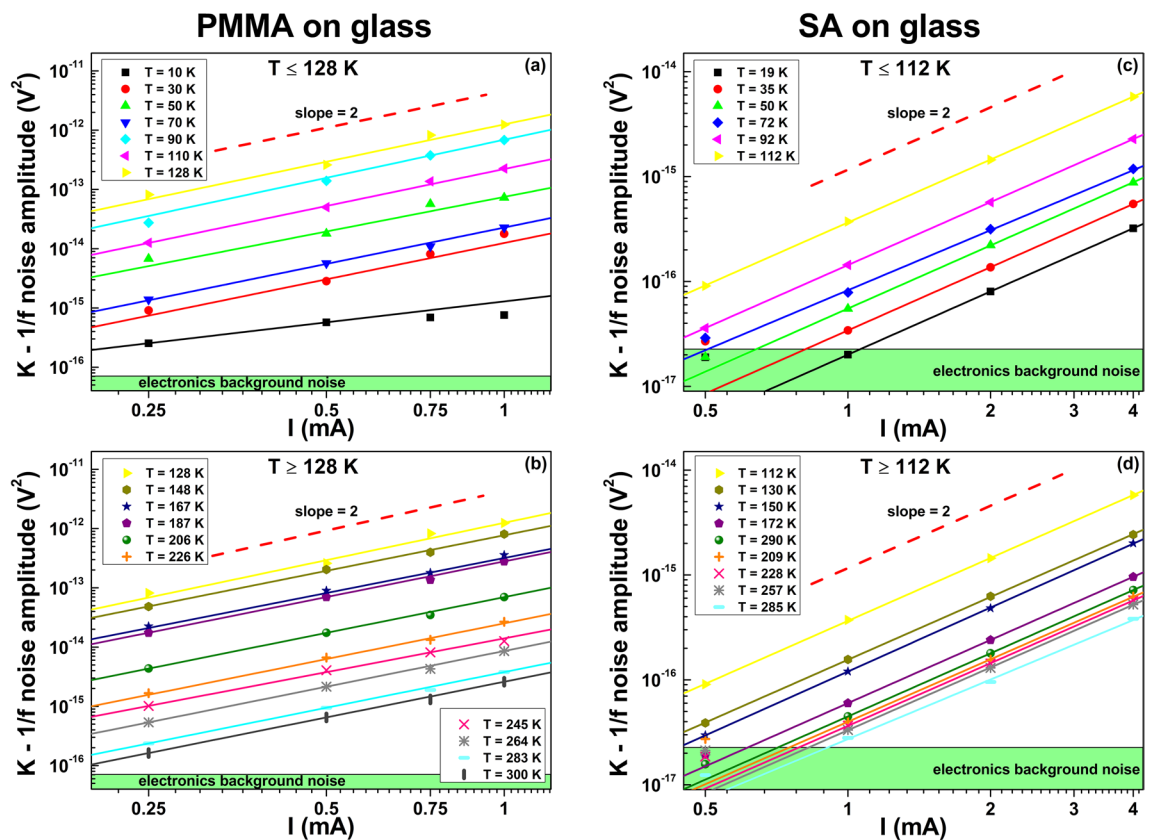 PMMA on glass
SA on glass
K - 1/f noise amplitude (V²)
10⁻¹¹
10⁻¹²
10⁻¹³
10⁻¹⁴
10⁻¹⁵
10⁻¹⁶
T = 10 K
T = 30 K
T = 50 K
T = 70 K
T = 90 K
T = 110 K
T = 128 K
T ≤ 128 K
(a)
slope = 2
electronics background noise
0.25
0.5
0.75
1
I (mA)
K - 1/f noise amplitude (V²)
10⁻¹⁴
10⁻¹⁵
10⁻¹⁶
10⁻¹⁷
T = 19 K
T = 35 K
T = 50 K
T = 72 K
T = 92 K
T = 112 K
T ≤ 112 K
(c)
slope = 2
electronics background noise
0.5
1
2
3
4
I (mA)
K - 1/f noise amplitude (V²)
10⁻¹¹
10⁻¹²
10⁻¹³
10⁻¹⁴
10⁻¹⁵
10⁻¹⁶
T = 128 K
T = 148 K
T = 167 K
T = 187 K
T = 206 K
T = 226 K
T ≥ 128 K
(b)
slope = 2
T = 245 K
T = 264 K
T = 283 K
T = 300 K
electronics background noise
0.25
0.5
0.75
1
I (mA)
K - 1/f noise amplitude (V²)
10⁻¹⁴
10⁻¹⁵
10⁻¹⁶
10⁻¹⁷
T = 112 K
T = 130 K
T = 150 K
T = 172 K
T = 290 K
T = 209 K
T = 228 K
T = 257 K
T = 285 K
T ≥ 112 K
(d)
slope = 2
electronics background noise
0.5
1
2
3
4
I (mA)